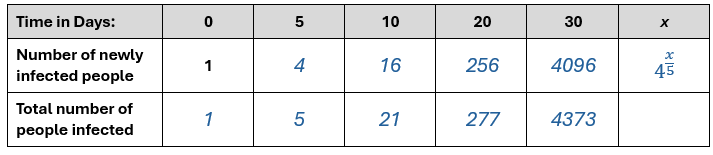 Time in Days: 0 5 10 20 30 x
Number of newly infected people 1 4 16 256 4096 4^(x/5)
Total number of people infected 1 5 21 277 4373